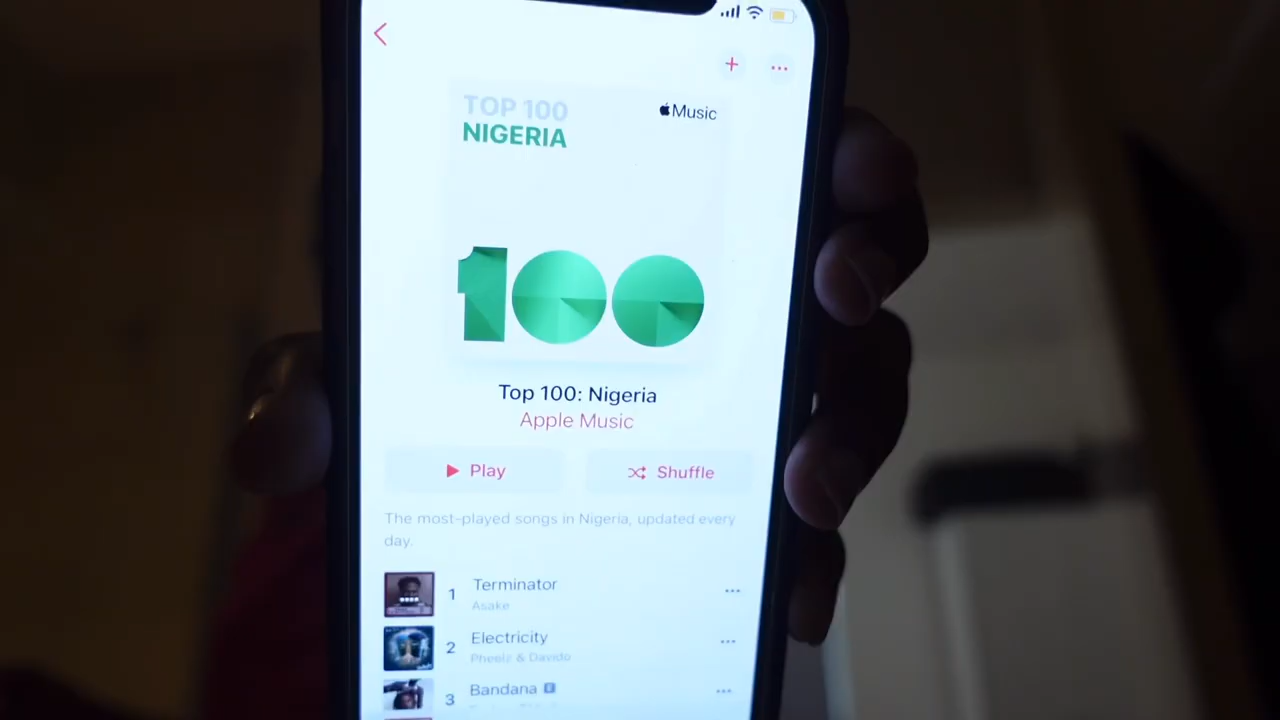 TOP 100
NIGERIA
Music
100
Top 100: Nigeria
Apple Music
Play
Shuffle
The most-played songs in Nigeria, updated every
day.
1 Terminator
Asake
2 Electricity
Pheelz & Davido
3 Bandana E